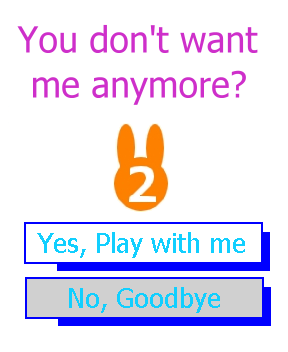 You don't want
me anymore?
2
Yes, Play with me
No, Goodbye